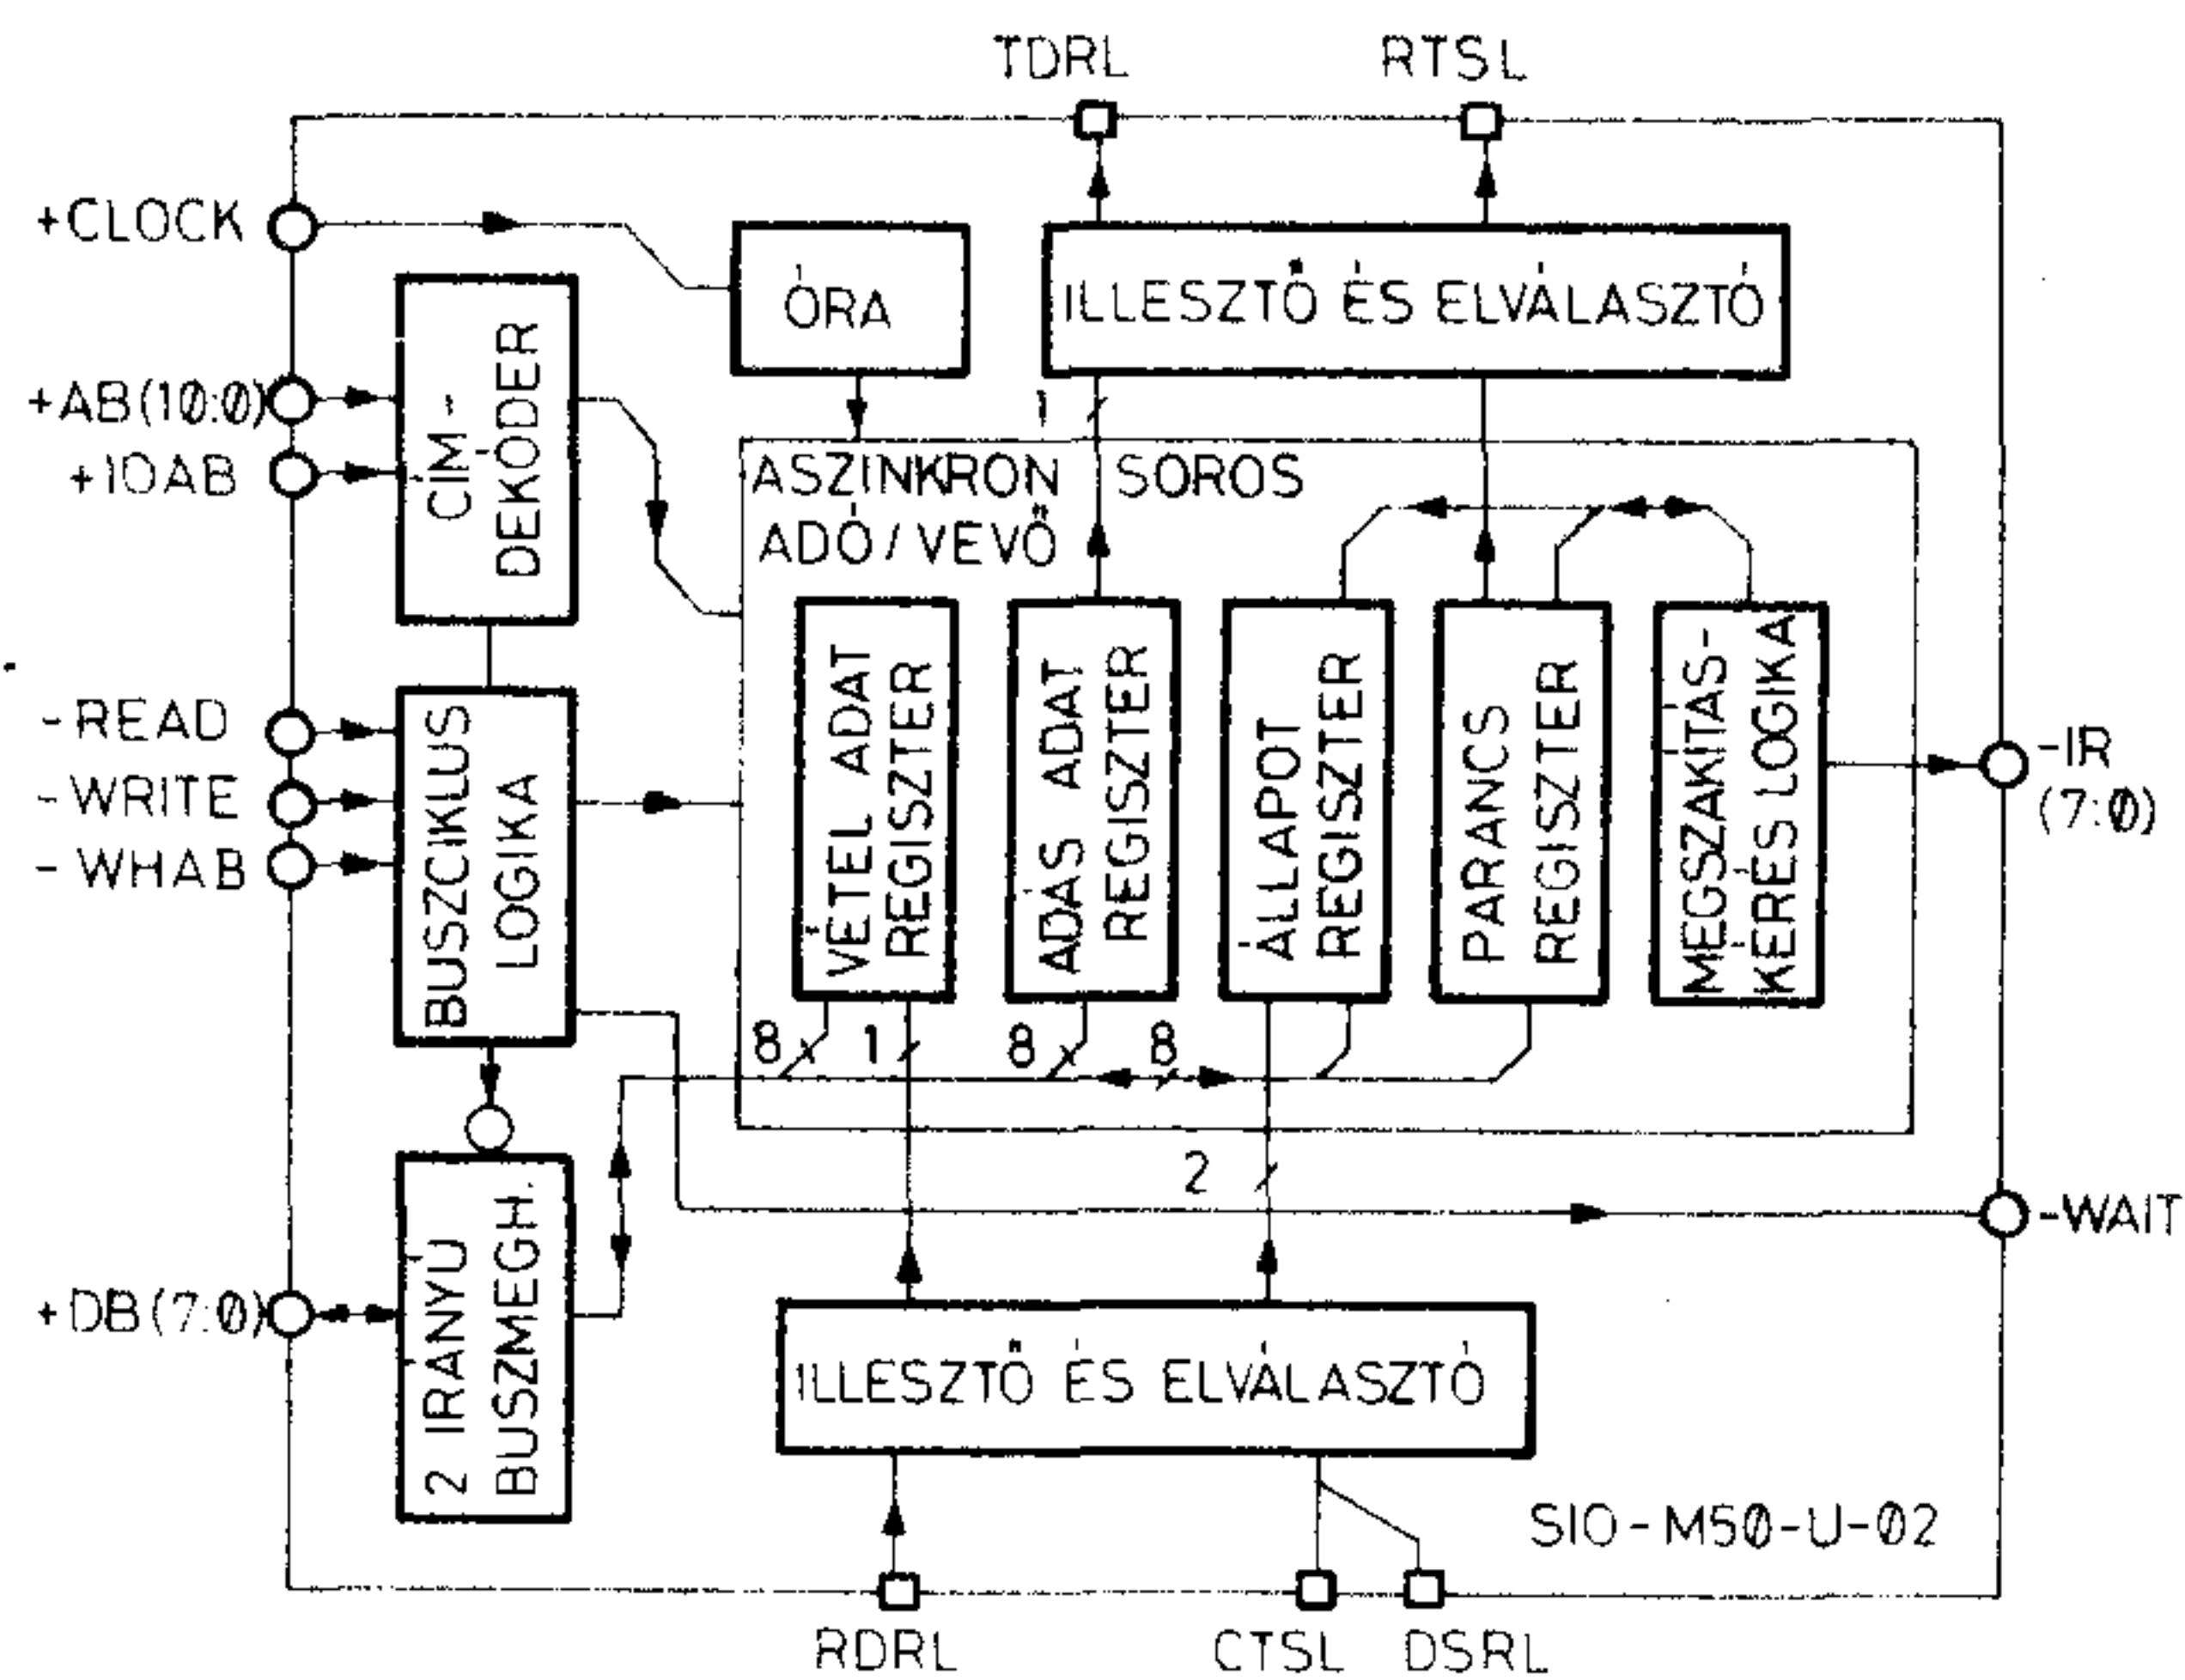 TDRL
RTSL
+CLOCK
ÓRA
ILLESZTŐ ÉS ELVÁLASZTÓ
+AB(10:0)
+IOAB
CÍM-
DEKÓDER
1
ASZINKRON SOROS
ADÓ/VEVŐ
-READ
-WRITE
-WHAB
BUSZCIKLUS
LOGIKA
VÉTEL ADAT
REGISZTER
ADÁS ADAT
REGISZTER
ÁLLAPOT
REGISZTER
PARANCS
REGISZTER
MEGSZAKÍTÁS-
KÉRÉS LOGIKA
-IR
(7:0)
8
1
8
8
2
-WAIT
+DB(7:0)
2 IRÁNYÚ
BUSZMEGH.
ILLESZTŐ ÉS ELVÁLASZTÓ
SIO-M50-U-02
RDRL
CTSL
DSRL